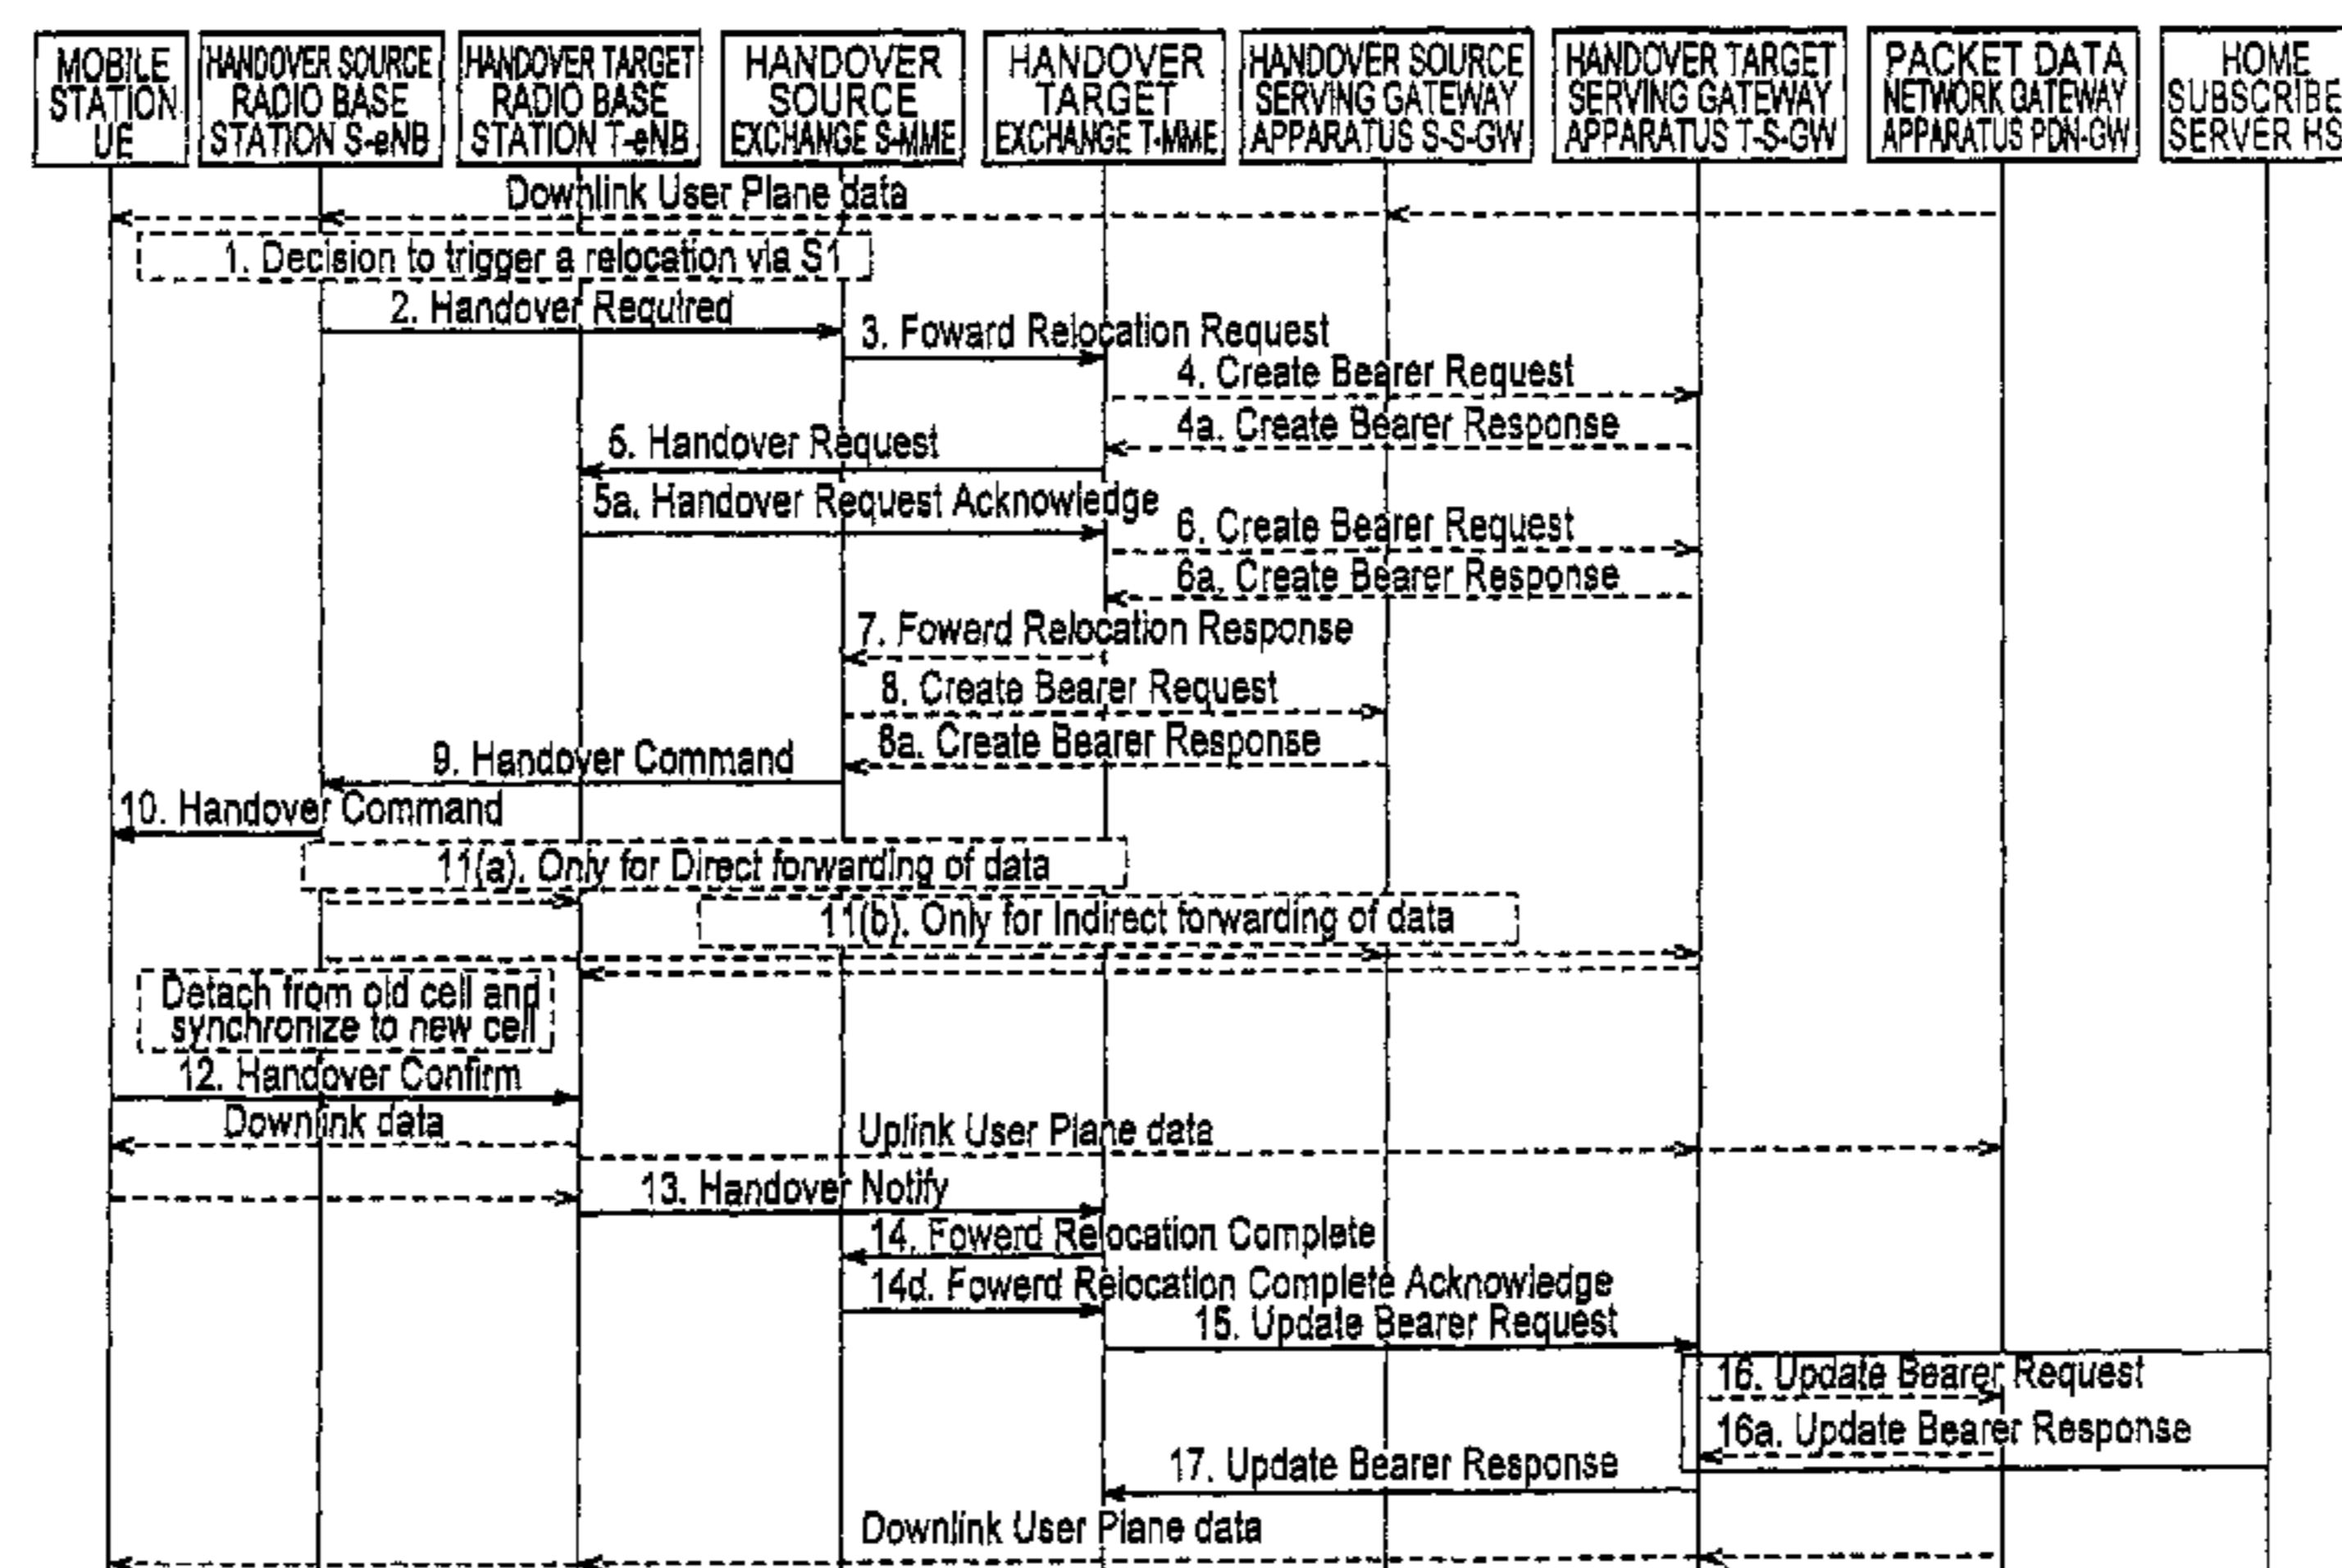 MOBILE
STATION
UE
HANDOVER SOURCE
RADIO BASE
STATION S-eNB
HANDOVER TARGET
RADIO BASE
STATION T-eNB
HANDOVER
SOURCE
EXCHANGE S-MME
HANDOVER
TARGET
EXCHANGE T-MME
HANDOVER SOURCE
SERVING GATEWAY
APPARATUS S-S-GW
HANDOVER TARGET
SERVING GATEWAY
APPARATUS T-S-GW
PACKET DATA
NETWORK GATEWAY
APPARATUS PDN-GW
HOME
SUBSCRIBE
SERVER HS
Downlink User Plane data
1. Decision to trigger a relocation via S1
2. Handover Required
3. Foward Relocation Request
4. Create Bearer Request
4a. Create Bearer Response
5. Handover Request
5a. Handover Request Acknowledge
6. Create Bearer Request
6a. Create Bearer Response
7. Foward Relocation Response
8. Create Bearer Request
8a. Create Bearer Response
9. Handover Command
10. Handover Command
11(a). Only for Direct forwarding of data
11(b). Only for Indirect forwarding of data
Detach from old cell and
synchronize to new cell
12. Handover Confirm
Downlink data
Uplink User Plane data
13. Handover Notify
14. Foward Relocation Complete
14d. Foward Relocation Complete Acknowledge
15. Update Bearer Request
16. Update Bearer Request
16a. Update Bearer Response
17. Update Bearer Response
Downlink User Plane data